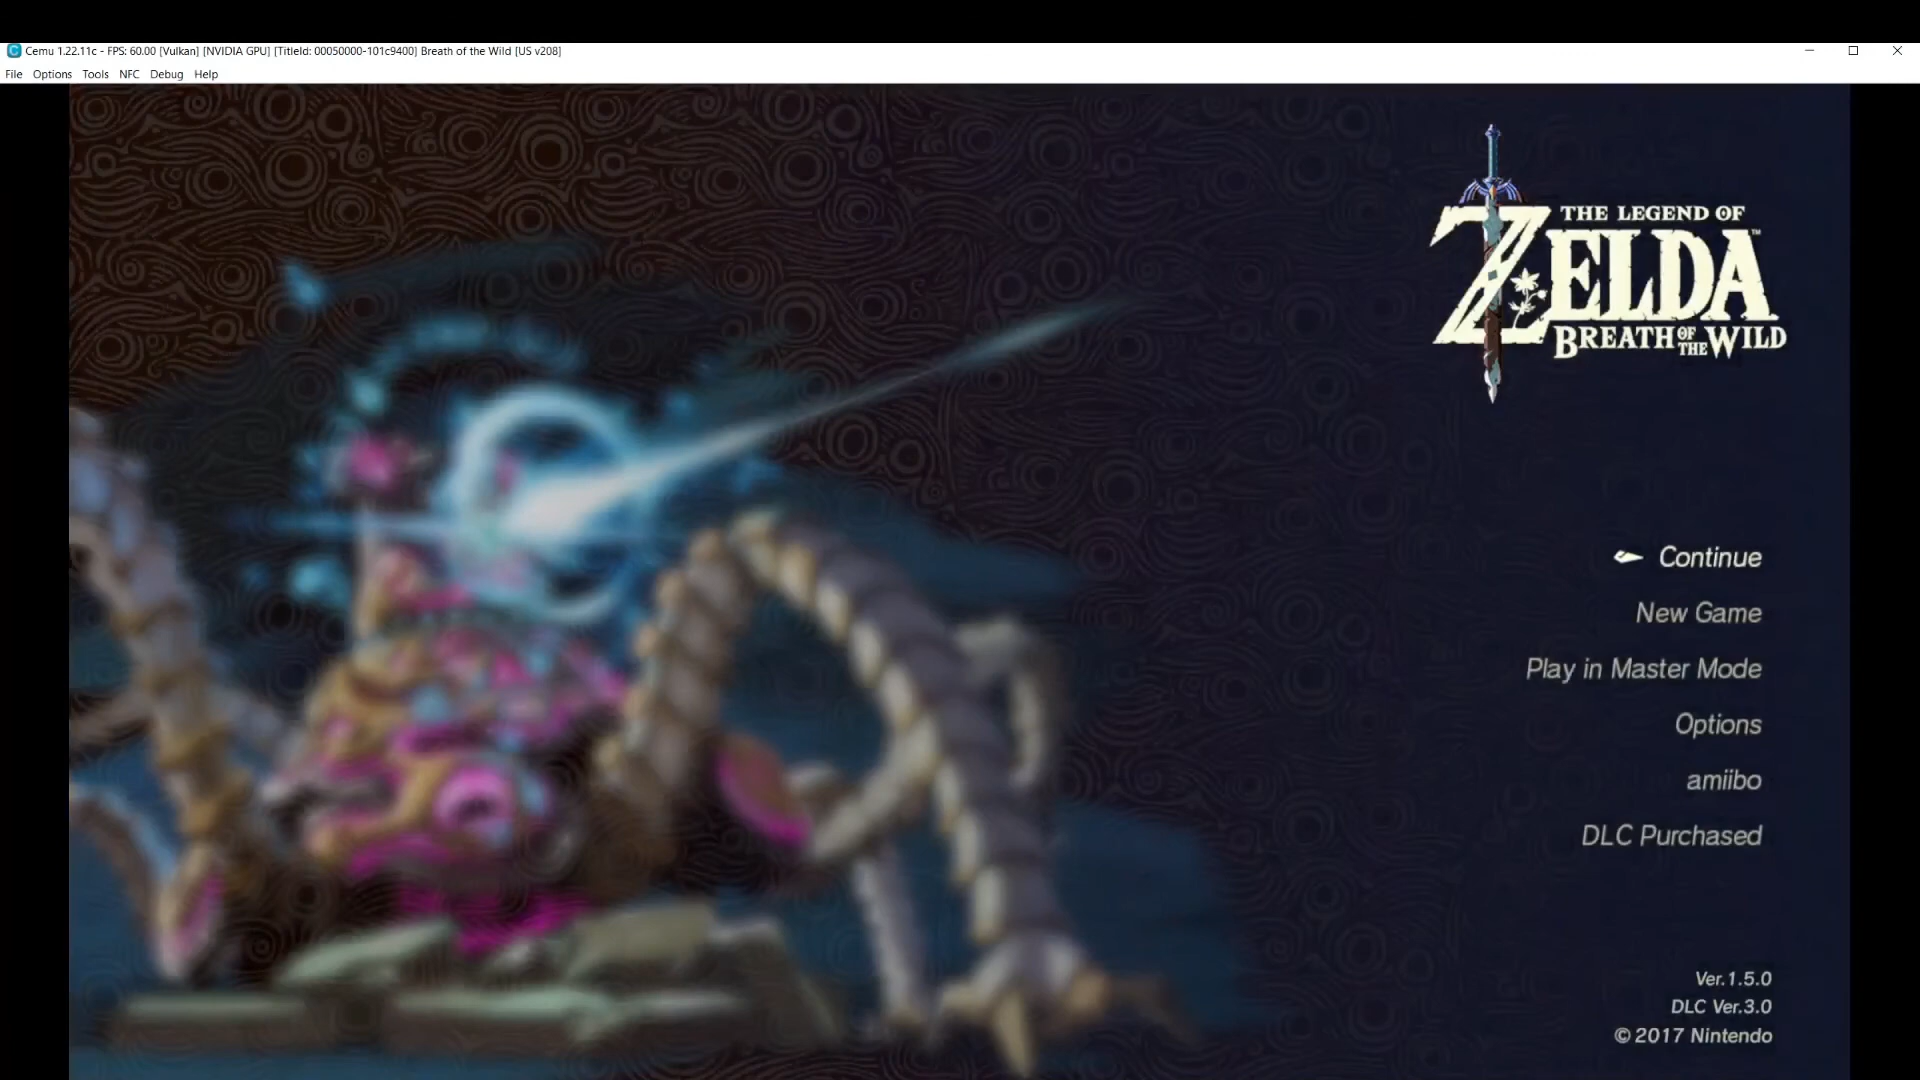 Cemu 1.22.11c - FPS: 60.00 [Vulkan] [NVIDIA GPU] [TitleId: 00050000-101c9400] Breath of the Wild [US v208]
File Options Tools NFC Debug Help
THE LEGEND OF
ZELDA™
BREATH OF THE WILD
Continue
New Game
Play in Master Mode
Options
amiibo
DLC Purchased
Ver.1.5.0
DLC Ver.3.0
© 2017 Nintendo